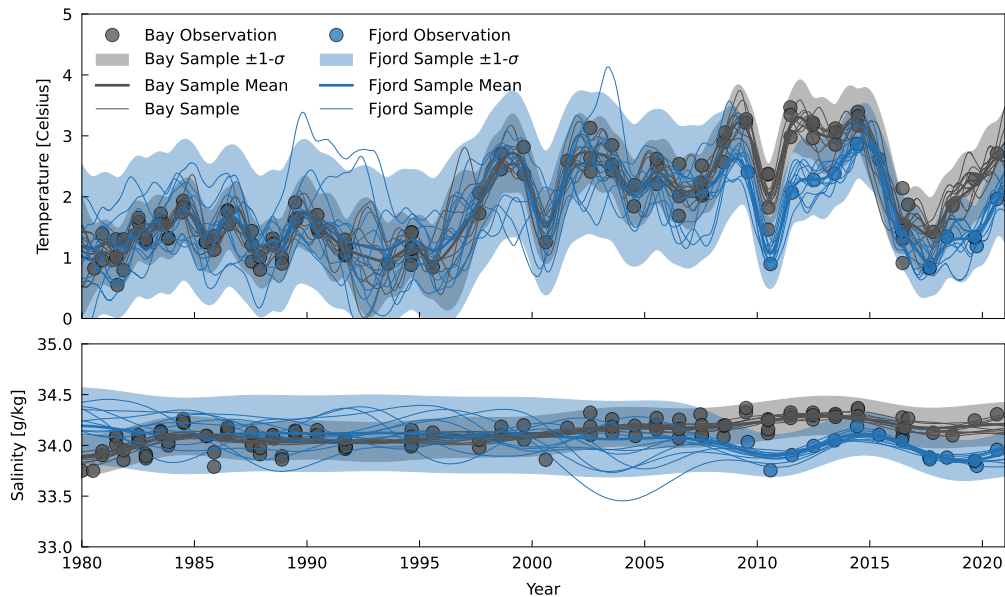 5
4
3
2
1
0
Temperature [Celsius]
Bay Observation
Bay Sample ±1-σ
Bay Sample Mean
Bay Sample
Fjord Observation
Fjord Sample ±1-σ
Fjord Sample Mean
Fjord Sample
35.0
34.5
34.0
33.5
33.0
Salinity [g/kg]
1980 1985 1990 1995 2000 2005 2010 2015 2020
Year